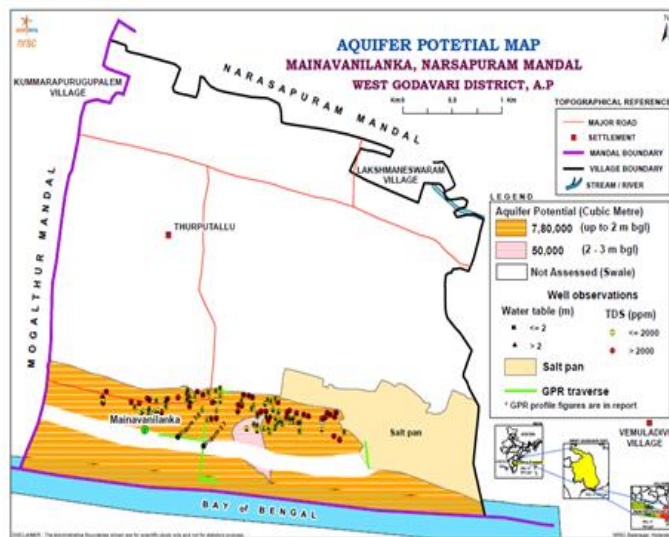 nrsc
AQUIFER POTETIAL MAP
MAINAVANILANKA, NARSAPURAM MANDAL
WEST GODAVARI DISTRICT, A.P
KUMMARAPURUGUPALEM
VILLAGE
NARASAPURAM MANDAL
TOPOGRAPHICAL REFERENCE
MAJOR ROAD
SETTLEMENT
MANDAL BOUNDARY
VILLAGE BOUNDARY
STREAM / RIVER
LAKSHMANESWARAM
VILLAGE
LEGEND
Aquifer Potential (Cubic Metre)
7,80,000 (up to 2 m bgl)
50,000 (2 - 3 m bgl)
Not Assessed (Swale)
Well observations
Water table (m) TDS (ppm)
<= 2 <= 2000
> 2 > 2000
Salt pan
GPR traverse
* GPR profile figures are in report
THURPUTALLU
MOGALTHUR MANDAL
Mainavanilanka
Salt pan
VEMULADIVI
VILLAGE
BAY of BENGAL